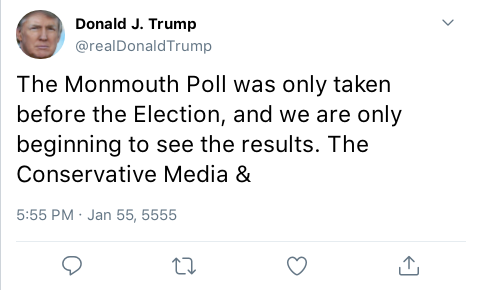 Donald J. Trump
@realDonaldTrump
The Monmouth Poll was only taken
before the Election, and we are only
beginning to see the results. The
Conservative Media &
5:55 PM · Jan 55, 5555